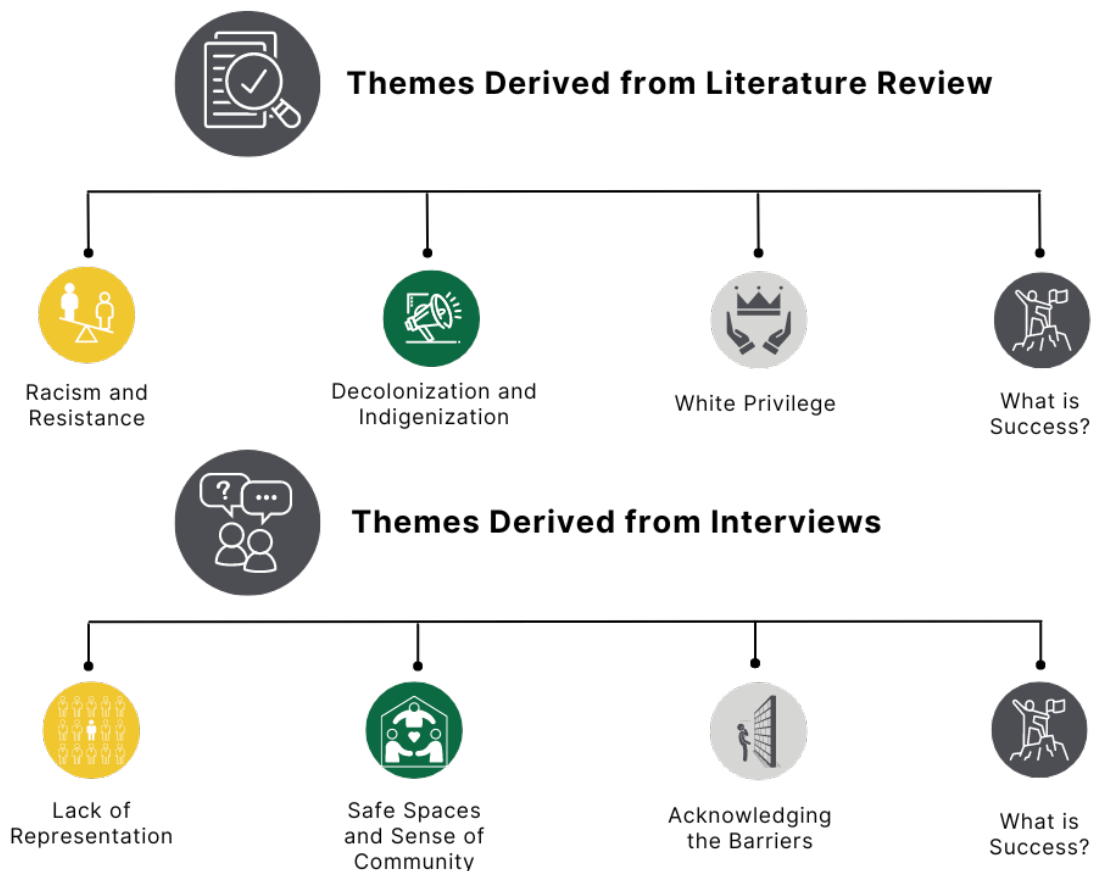 Themes Derived from Literature Review
Racism and
Resistance
Decolonization and
Indigenization
White Privilege
What is
Success?
?
...
Themes Derived from Interviews
Lack of
Representation
Safe Spaces
and Sense of
Community
Acknowledging
the Barriers
What is
Success?